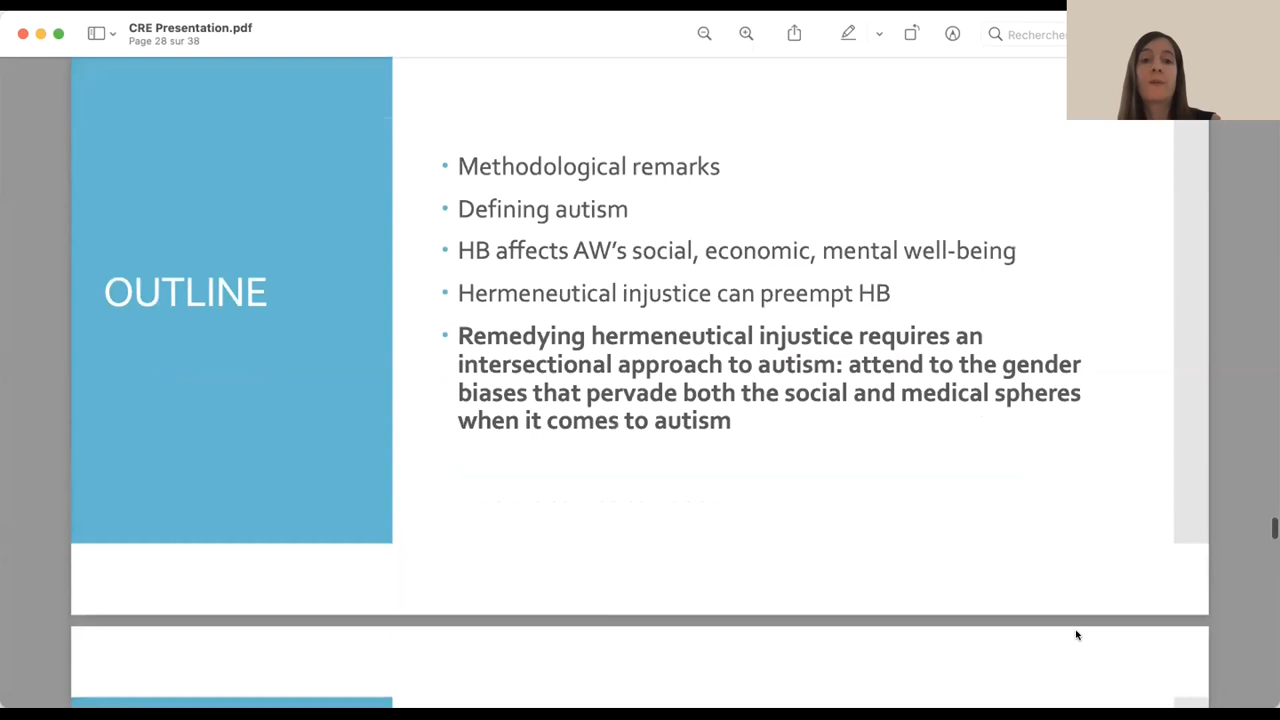 CRE Presentation.pdf
Page 28 sur 38
Recherche
OUTLINE
• Methodological remarks
• Defining autism
• HB affects AW’s social, economic, mental well-being
• Hermeneutical injustice can preempt HB
• Remedying hermeneutical injustice requires an
intersectional approach to autism: attend to the gender
biases that pervade both the social and medical spheres
when it comes to autism